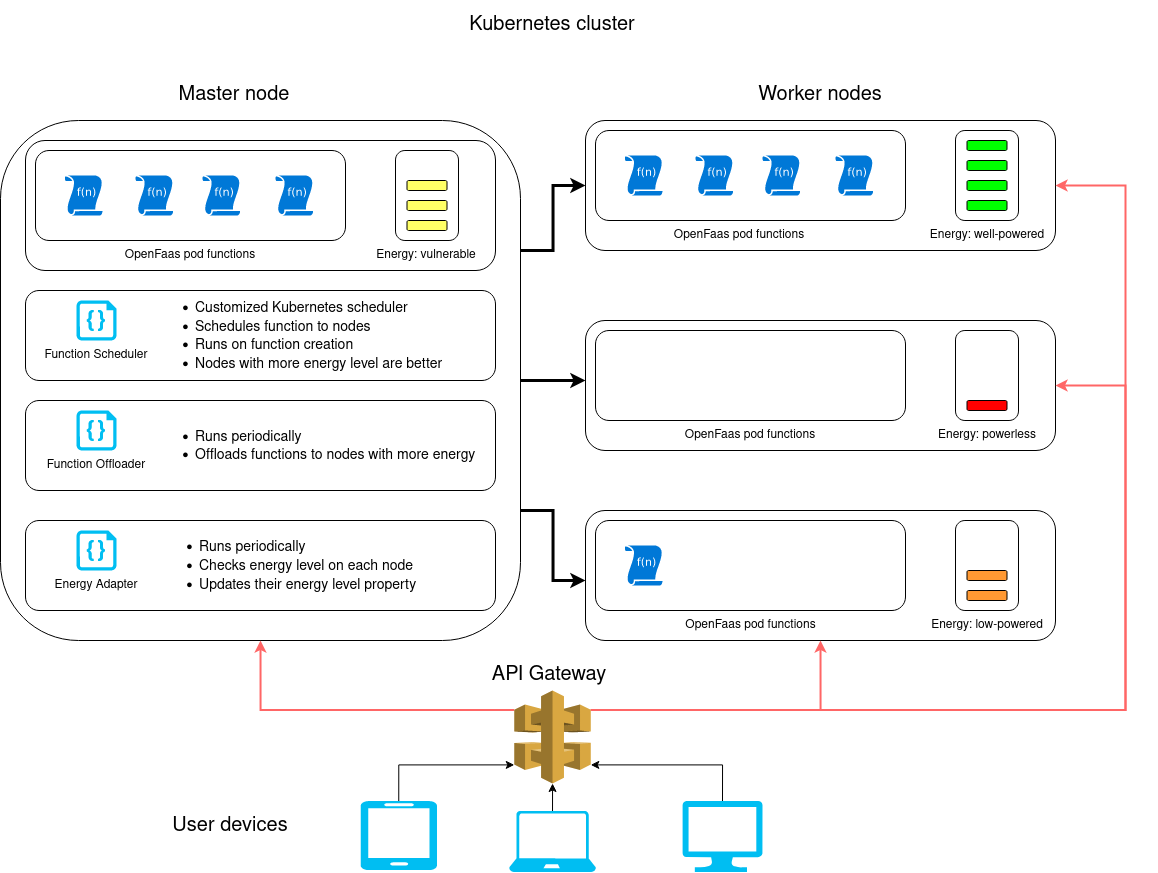 Kubernetes cluster
Master node
f(n) f(n) f(n) f(n)
OpenFaas pod functions
Energy: vulnerable
{ }
Function Scheduler
• Customized Kubernetes scheduler
• Schedules function to nodes
• Runs on function creation
• Nodes with more energy level are better
{ }
Function Offloader
• Runs periodically
• Offloads functions to nodes with more energy
{ }
Energy Adapter
• Runs periodically
• Checks energy level on each node
• Updates their energy level property
Worker nodes
f(n) f(n) f(n) f(n)
OpenFaas pod functions
Energy: well-powered
OpenFaas pod functions
Energy: powerless
f(n)
OpenFaas pod functions
Energy: low-powered
API Gateway
User devices